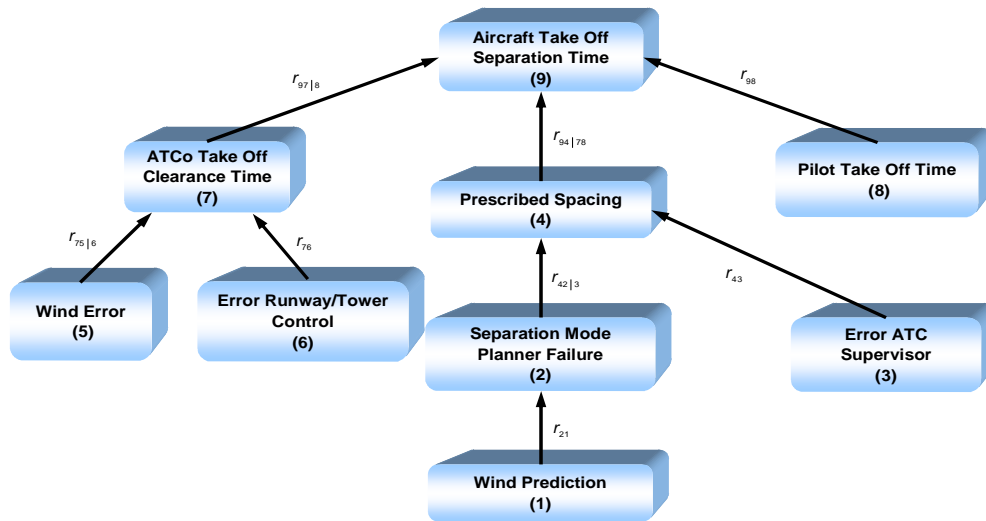 Aircraft Take Off
Separation Time
(9)
r97|8
r98
r94|78
ATCo Take Off
Clearance Time
(7)
Pilot Take Off Time
(8)
Prescribed Spacing
(4)
r75|6
r76
r42|3
r43
Wind Error
(5)
Error Runway/Tower
Control
(6)
Separation Mode
Planner Failure
(2)
Error ATC
Supervisor
(3)
r21
Wind Prediction
(1)